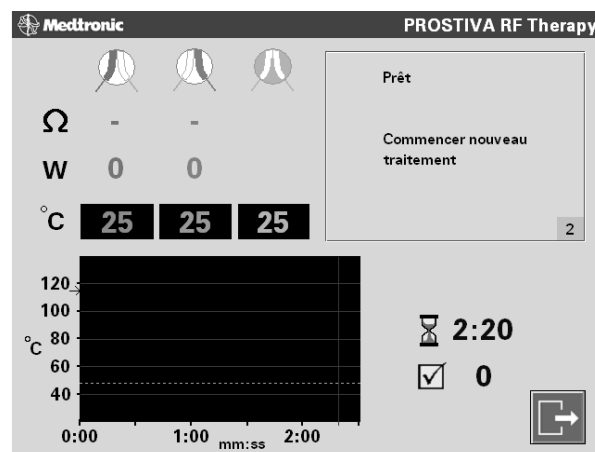 Medtronic
PROSTIVA RF Therapy
Prêt
Commencer nouveau
traitement
2
Ω - -
W 0 0
°C 25 25 25
120
100
°C 80
60
40
0:00 1:00 mm:ss 2:00
2:20
0